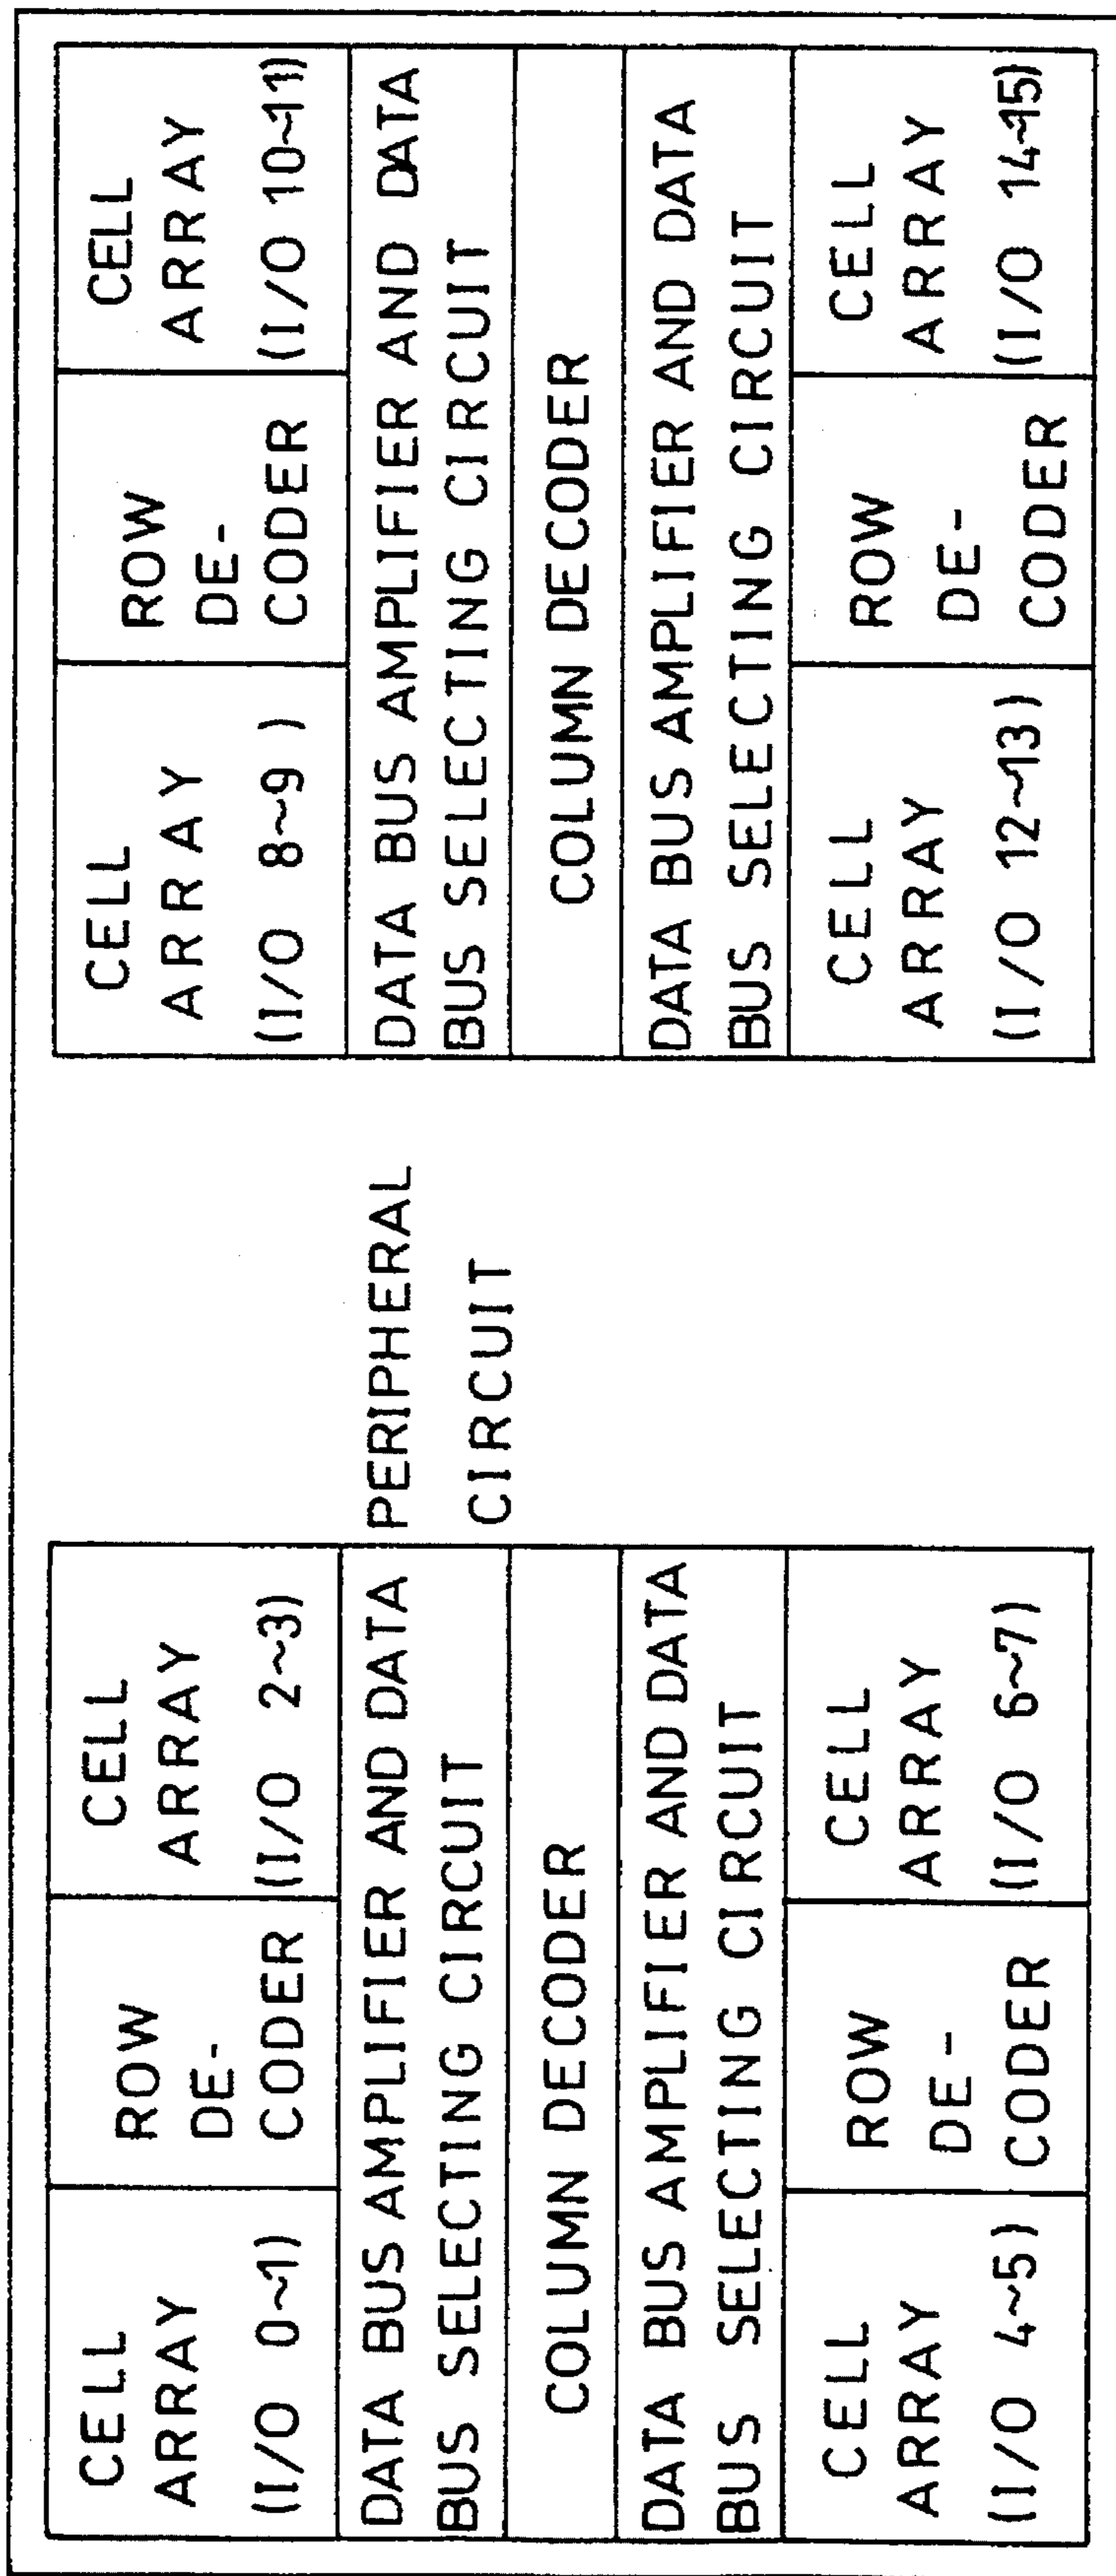 CELL
ARRAY
(I/O 0~1)
ROW
DE-
CODER
CELL
ARRAY
(I/O 2~3)
DATA BUS AMPLIFIER AND DATA
BUS SELECTING CIRCUIT
COLUMN DECODER
DATA BUS AMPLIFIER AND DATA
BUS SELECTING CIRCUIT
CELL
ARRAY
(I/O 4~5)
ROW
DE-
CODER
CELL
ARRAY
(I/O 6~7)
PERIPHERAL
CIRCUIT
CELL
ARRAY
(I/O 8~9)
ROW
DE-
CODER
CELL
ARRAY
(I/O 10~11)
DATA BUS AMPLIFIER AND DATA
BUS SELECTING CIRCUIT
COLUMN DECODER
DATA BUS AMPLIFIER AND DATA
BUS SELECTING CIRCUIT
CELL
ARRAY
(I/O 12~13)
ROW
DE-
CODER
CELL
ARRAY
(I/O 14~15)